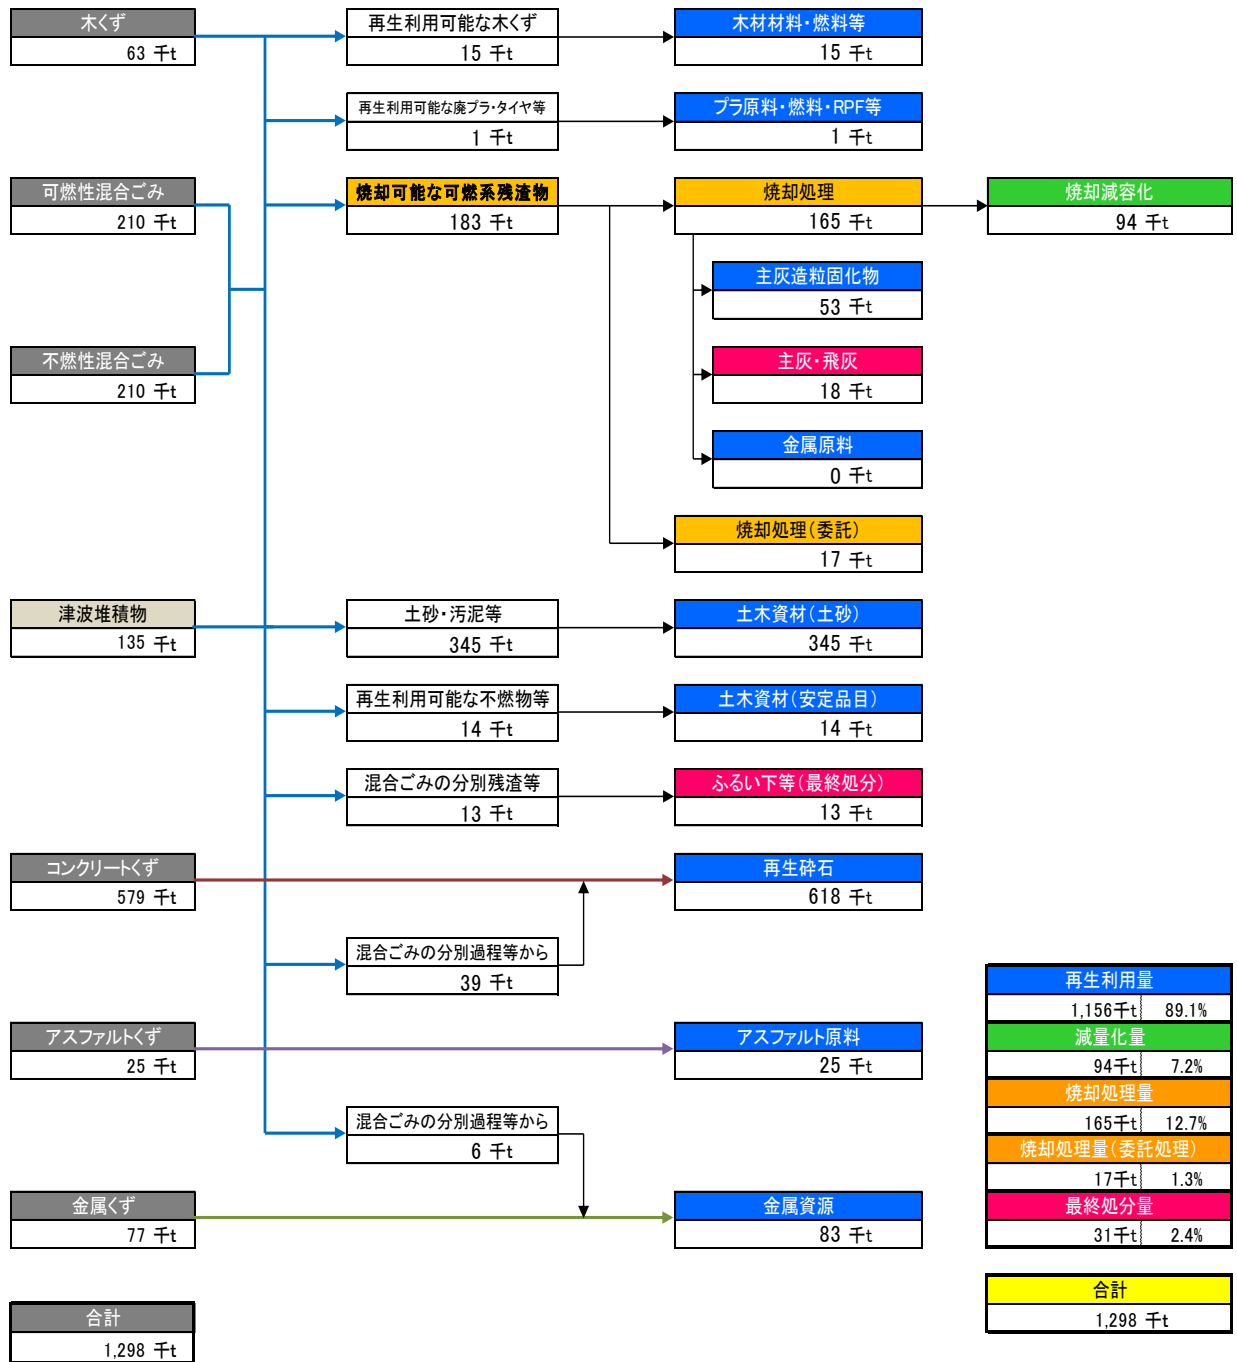 木くず
63 千t
再生利用可能な木くず
15 千t
木材材料・燃料等
15 千t
再生利用可能な廃プラ・タイヤ等
1 千t
プラ原料・燃料・RPF等
1 千t
可燃性混合ごみ
210 千t
焼却可能な可燃系残渣物
183 千t
焼却処理
165 千t
焼却減容化
94 千t
主灰造粒固化物
53 千t
不燃性混合ごみ
210 千t
主灰・飛灰
18 千t
金属原料
0 千t
焼却処理(委託)
17 千t
津波堆積物
135 千t
土砂・汚泥等
345 千t
土木資材(土砂)
345 千t
再生利用可能な不燃物等
14 千t
土木資材(安定品目)
14 千t
混合ごみの分別残渣等
13 千t
ふるい下等(最終処分)
13 千t
コンクリートくず
579 千t
再生砕石
618 千t
混合ごみの分別過程等から
39 千t
アスファルトくず
25 千t
アスファルト原料
25 千t
混合ごみの分別過程等から
6 千t
金属くず
77 千t
金属資源
83 千t
再生利用量
1,156千t 89.1%
減量化量
94千t 7.2%
焼却処理量
165千t 12.7%
焼却処理量(委託処理)
17千t 1.3%
最終処分量
31千t 2.4%
合計
1,298 千t
合計
1,298 千t